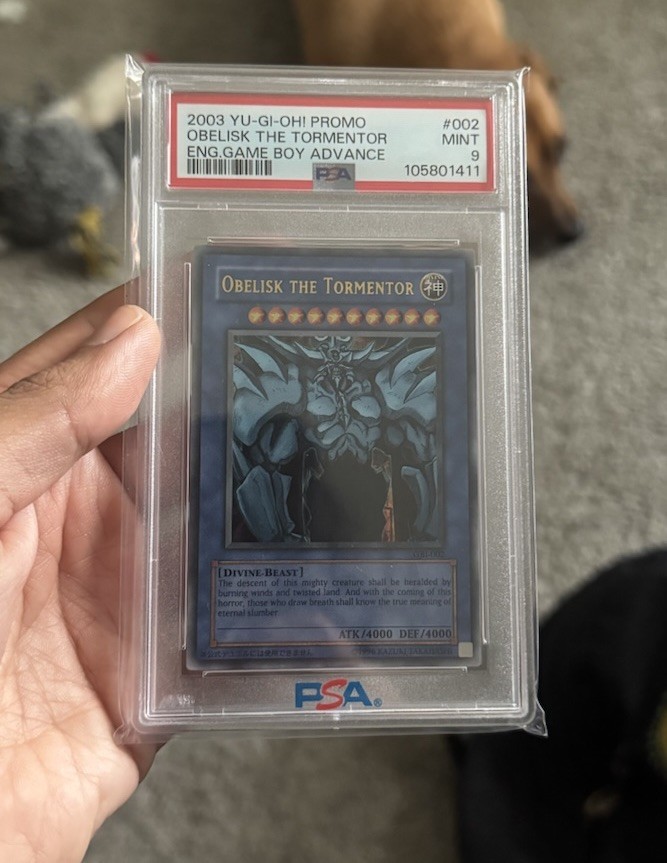 2003 YU-GI-OH! PROMO #002
OBELISK THE TORMENTOR MINT
ENG.GAME BOY ADVANCE 9
PSA 105801411
OBELISK THE TORMENTOR 神
[DIVINE-BEAST]
The descent of this mighty creature shall be heralded by
burning winds and twisted land. And with the coming of this
horror, those who draw breath shall know the true meaning of
eternal slumber.
ATK/4000 DEF/4000
PSA®